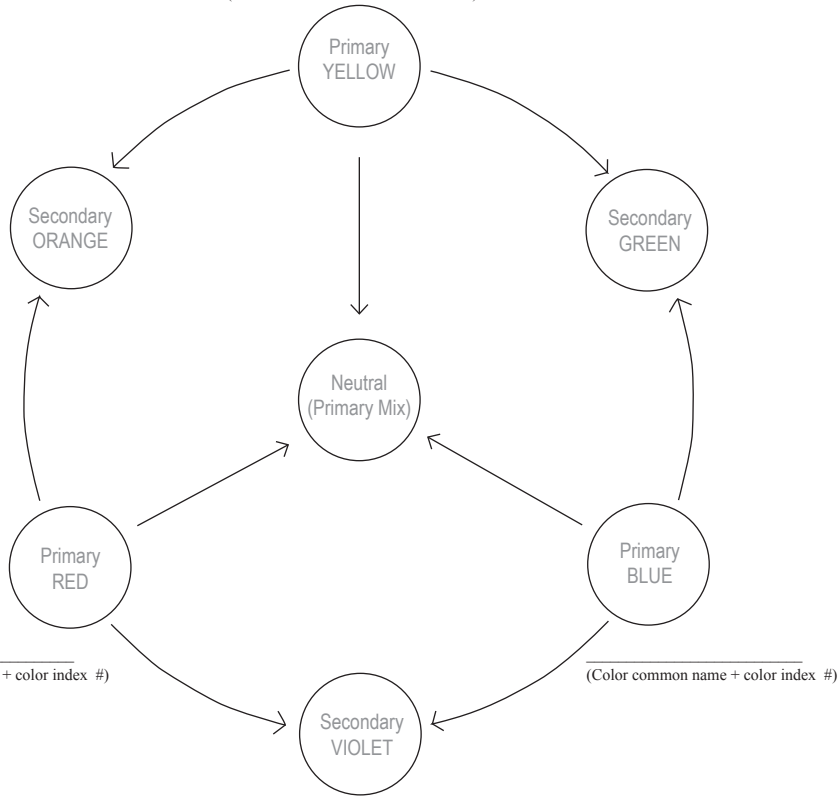 Primary
YELLOW
Secondary
ORANGE
Secondary
GREEN
Neutral
(Primary Mix)
Primary
RED
Primary
BLUE
+ color index #)
(Color common name + color index #)
Secondary
VIOLET